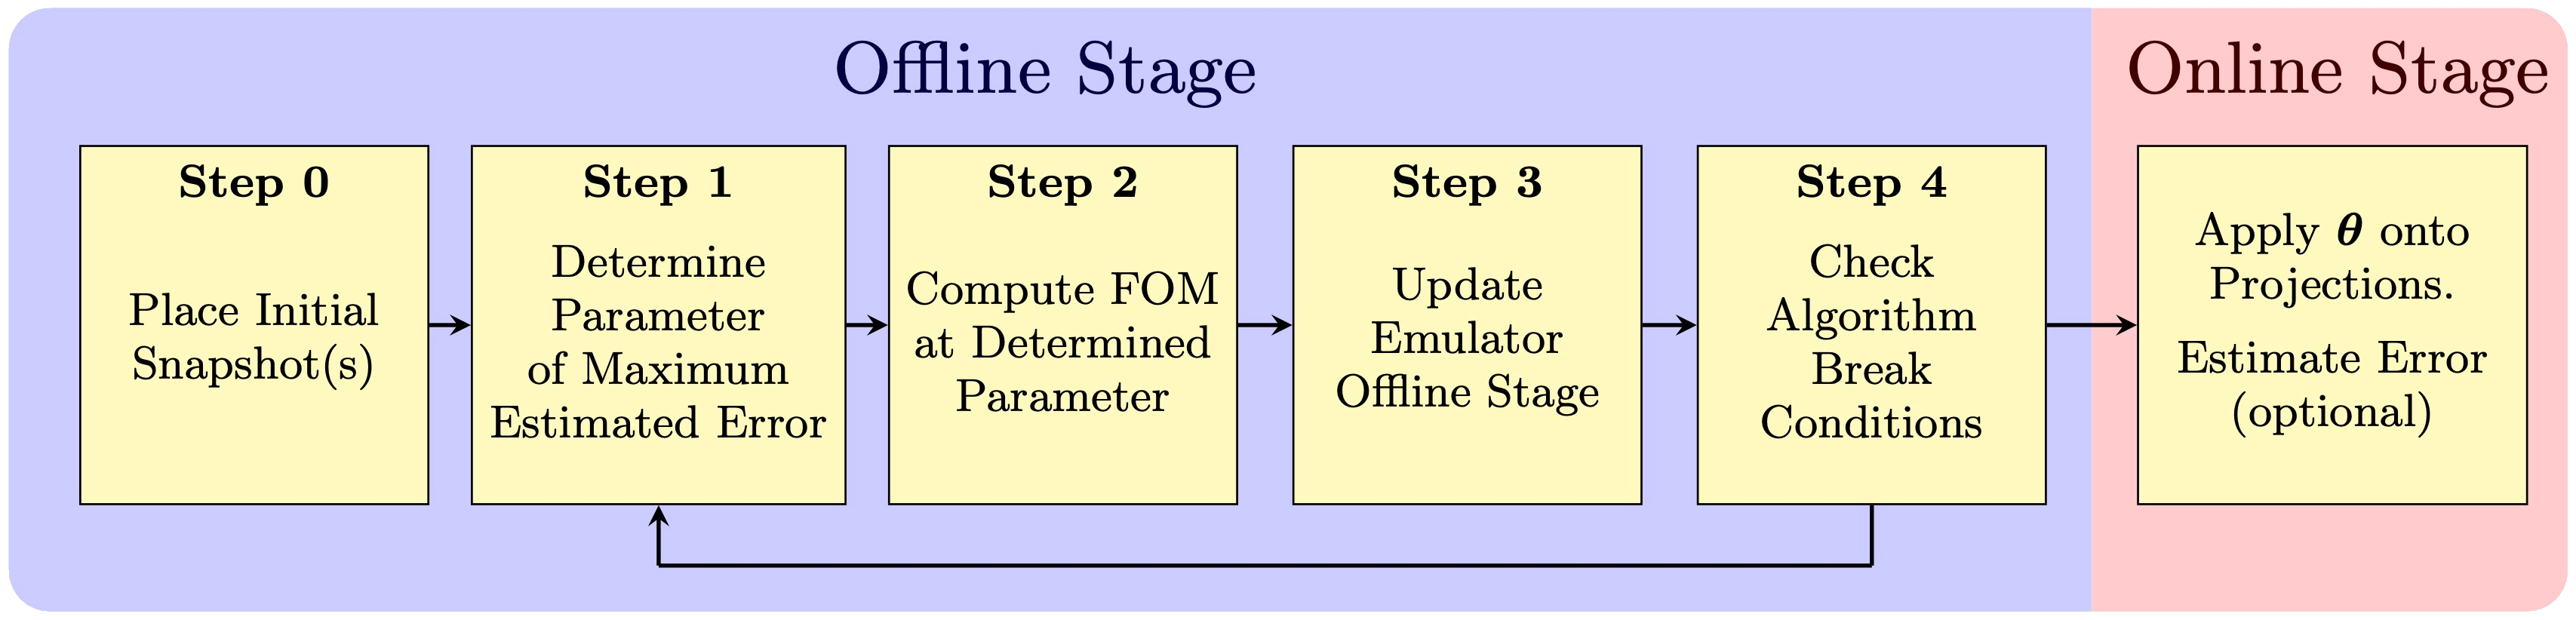 Offline Stage
Online Stage
Step 0
Place Initial
Snapshot(s)
Step 1
Determine
Parameter
of Maximum
Estimated Error
Step 2
Compute FOM
at Determined
Parameter
Step 3
Update
Emulator
Offline Stage
Step 4
Check
Algorithm
Break
Conditions
Apply θ onto
Projections.
Estimate Error
(optional)